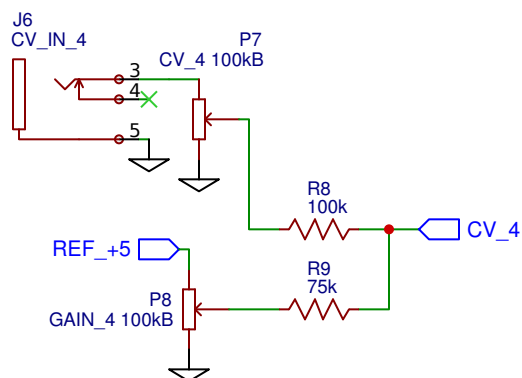 J6
CV_IN_4
P7
CV_4 100kB
3
4
5
R8
100k
CV_4
REF_+5
R9
75k
P8
GAIN_4 100kB